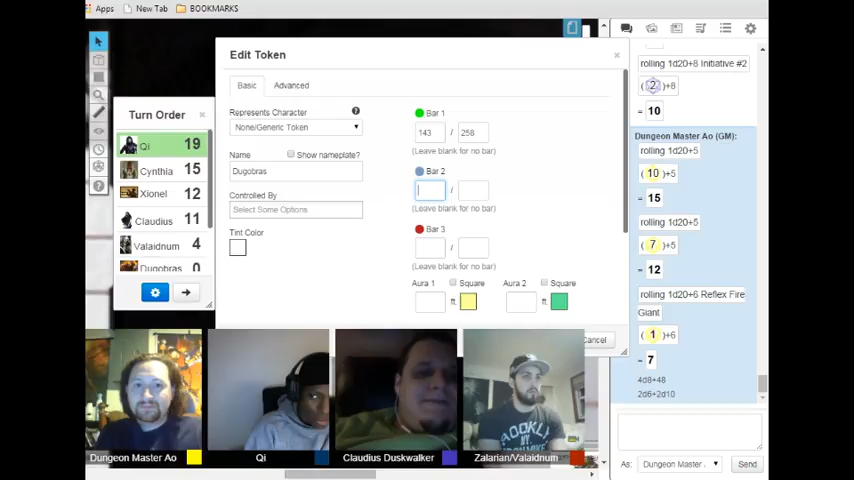 Apps New Tab BOOKMARKS
Edit Token
×
Basic Advanced
Represents Character ?
None/Generic Token
Name Show nameplate?
Dugobras
Controlled By
Select Some Options
Tint Color
Bar 1
143 / 258
(Leave blank for no bar)
Bar 2
/
(Leave blank for no bar)
Bar 3
/
(Leave blank for no bar)
Aura 1 Square Aura 2 Square
ft. ft.
Cancel
Turn Order ×
Qi 19
Cynthia 15
Xionel 12
Claudius 11
Valaidnum 4
Dugobras 0
rolling 1d20+8 Initiative #2
(2)+8
= 10
Dungeon Master Ao (GM):
rolling 1d20+5
(10)+5
= 15
rolling 1d20+5
(7)+5
= 12
rolling 1d20+6 Reflex Fire
Giant
(1)+6
= 7
4d8+48
2d6+2d10
As: Dungeon Master Send
Dungeon Master Ao
Qi
Claudius Duskwalker
Zalarian/Valaidnum